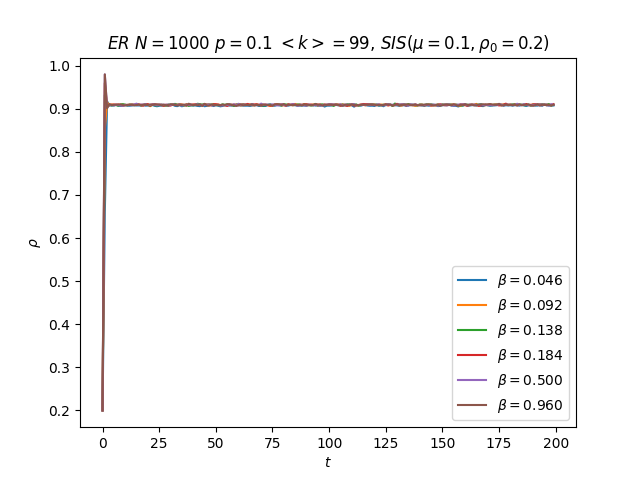 ER N = 1000 p = 0.1 < k >= 99, SIS(μ = 0.1, ρ₀ = 0.2)
1.0
0.9
0.8
0.7
0.6
0.5
0.4
0.3
0.2
ρ
β = 0.046
β = 0.092
β = 0.138
β = 0.184
β = 0.500
β = 0.960
0 25 50 75 100 125 150 175 200
t